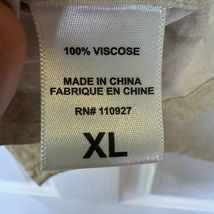 100% VISCOSE
MADE IN CHINA
FABRIQUE EN CHINE
RN# 110927
XL